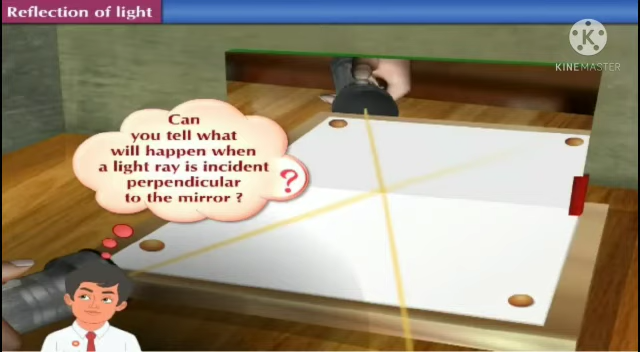 Reflection of light
KINEMASTER
Can
you tell what
will happen when
a light ray is incident
perpendicular
to the mirror ?
?